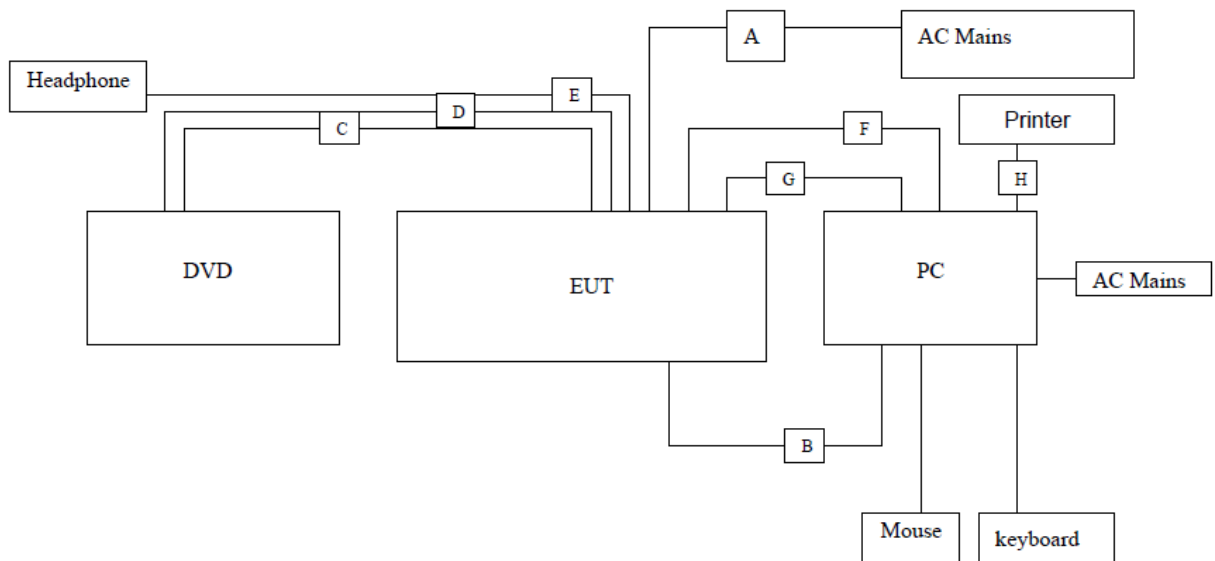 A
AC Mains
Headphone
E
D
C
F
Printer
G
H
DVD
EUT
PC
AC Mains
B
Mouse
keyboard